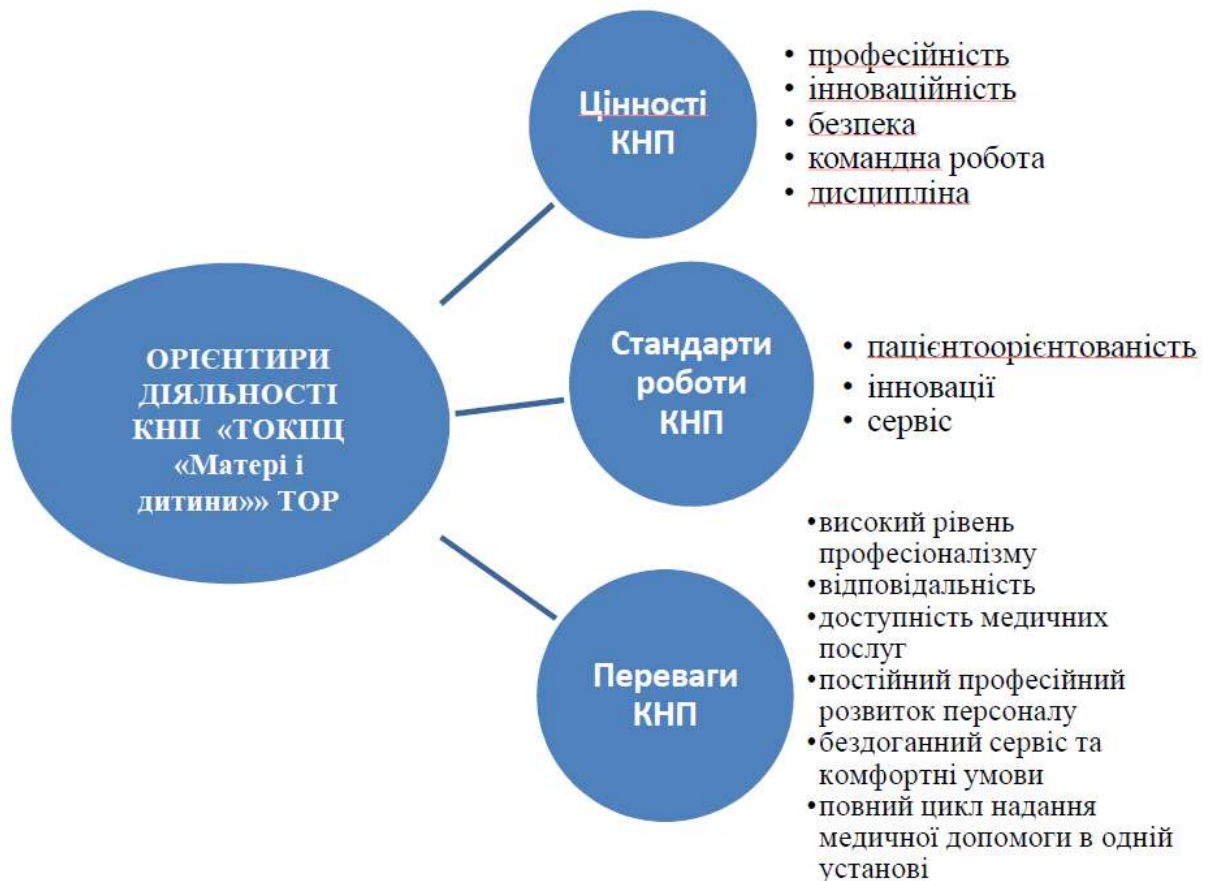 Цінності
КНП
• професійність
• інноваційність
• безпека
• командна робота
• дисципліна
ОРІЄНТИРИ
ДІЯЛЬНОСТІ
КНП «ТОКПЦ
«Матері і
дитини»» ТОР
Стандарти
роботи
КНП
• пацієнтоорієнтованість
• інновації
• сервіс
Переваги
КНП
•високий рівень
професіоналізму
•відповідальність
•доступність медичних
послуг
•постійний професійний
розвиток персоналу
•бездоганний сервіс та
комфортні умови
•повний цикл надання
медичної допомоги в одній
установі